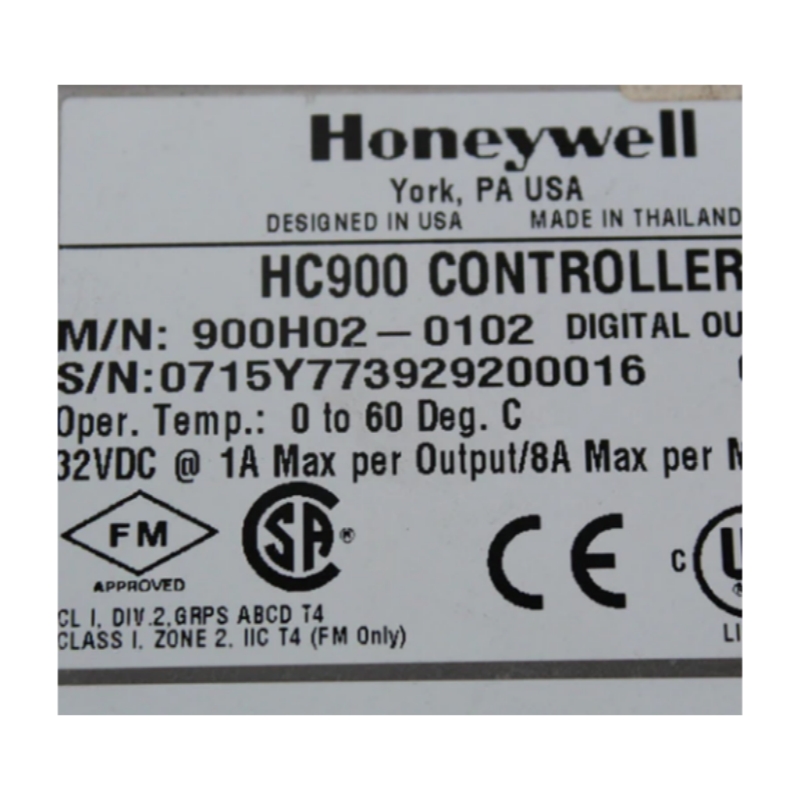 Honeywell
York, PA USA
DESIGNED IN USA MADE IN THAILAND
HC900 CONTROLLER
M/N: 900H02-0102 DIGITAL OU
S/N:0715Y773929200016
Oper. Temp.: 0 to 60 Deg. C
32VDC @ 1A Max per Output/8A Max per M
FM SA ® CE C U ®
APPROVED LI
CL I, DIV.2,GRPS ABCD T4
CLASS I, ZONE 2, IIC T4 (FM Only)